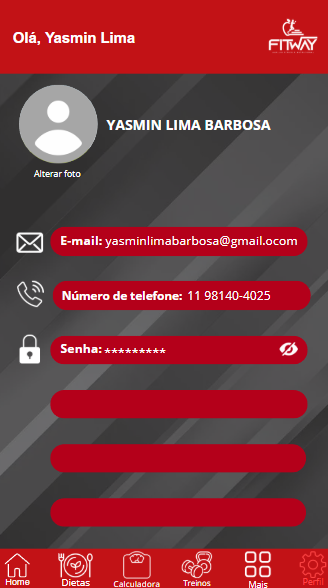 Olá, Yasmin Lima
FITWAY
YASMIN LIMA BARBOSA
Alterar foto
E-mail: yasminlimabarbosa@gmail.ocom
Número de telefone: 11 98140-4025
Senha: *********
Home Dietas Calculadora Treinos Mais Perfil